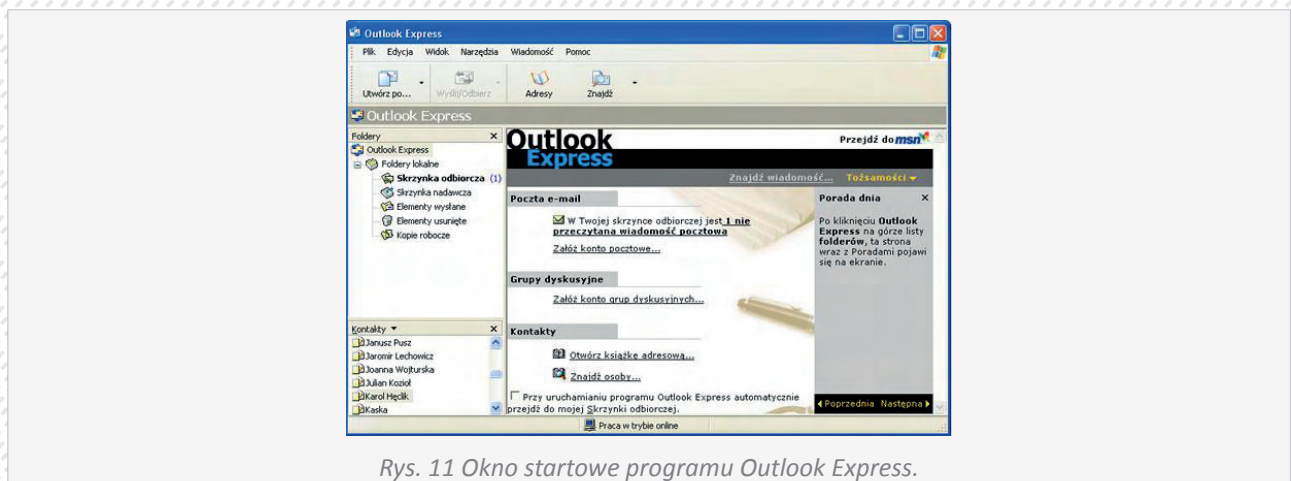 Outlook Express
Plik Edycja Widok Narzędzia Wiadomość Pomoc
Utwórz po... Wyślij/Odbierz Adresy Znajdź
Outlook Express
Foldery
Outlook Express
Foldery lokalne
Skrzynka odbiorcza (1)
Skrzynka nadawcza
Elementy wysłane
Elementy usunięte
Kopie robocze
Kontakty
Janusz Pusz
Jaromir Lechowicz
Joanna Wojturska
Julian Kozioł
Karol Hęclik
Kaska
Outlook
Express
Przejdź do msn
Znajdź wiadomość... Tożsamości
Poczta e-mail
W Twojej skrzynce odbiorczej jest 1 nie
przeczytana wiadomość pocztowa
Załóż konto pocztowe...
Grupy dyskusyjne
Załóż konto grup dyskusyjnych...
Kontakty
Otwórz książkę adresową...
Znajdź osoby...
Przy uruchamianiu programu Outlook Express automatycznie
przejdź do mojej Skrzynki odbiorczej.
Porada dnia
Po kliknięciu Outlook
Express na górze listy
folderów, ta strona
wraz z Poradami pojawi
się na ekranie.
Poprzednia Następna
Praca w trybie online
Rys. 11 Okno startowe programu Outlook Express.